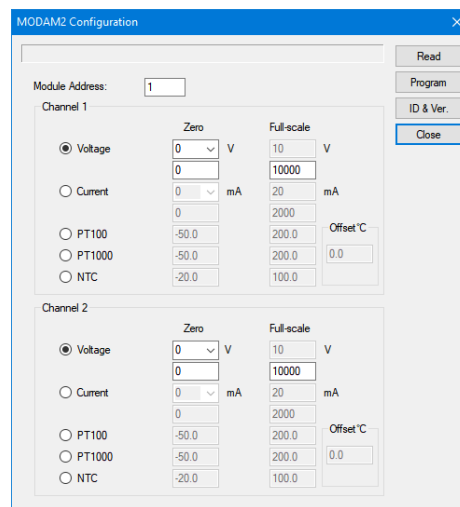 MODAM2 Configuration
Read
Module Address: 1
Program
Channel 1
ID & Ver.
Zero Full-scale
Close
Voltage 0 V 10 V
0 10000
Current 0 mA 20 mA
0 2000
PT100 -50.0 200.0 Offset°C
PT1000 -50.0 200.0 0.0
NTC -20.0 100.0
Channel 2
Zero Full-scale
Voltage 0 V 10 V
0 10000
Current 0 mA 20 mA
0 2000
PT100 -50.0 200.0 Offset°C
PT1000 -50.0 200.0 0.0
NTC -20.0 100.0